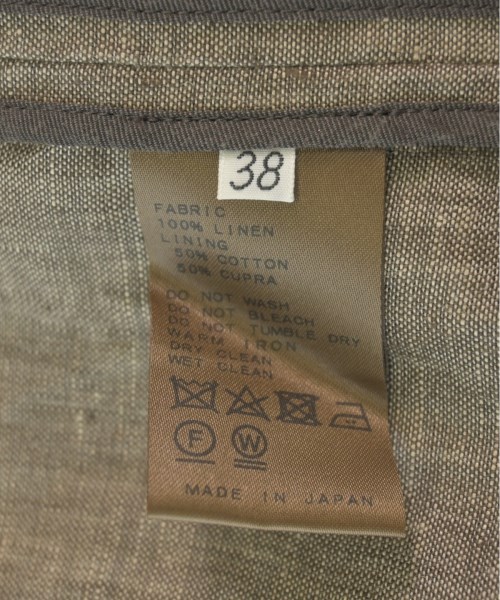 38
FABRIC
100% LINEN
LINING
50% COTTON
50% CUPRA
DO NOT WASH
DO NOT BLEACH
DO NOT TUMBLE DRY
WARM IRON
DRY CLEAN
WET CLEAN
F W
MADE IN JAPAN